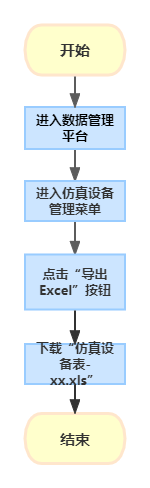 开始
进入数据管理
平台
进入仿真设备
管理菜单
点击“导出
Excel”按钮
下载“仿真设
备表-
xx.xls”
结束